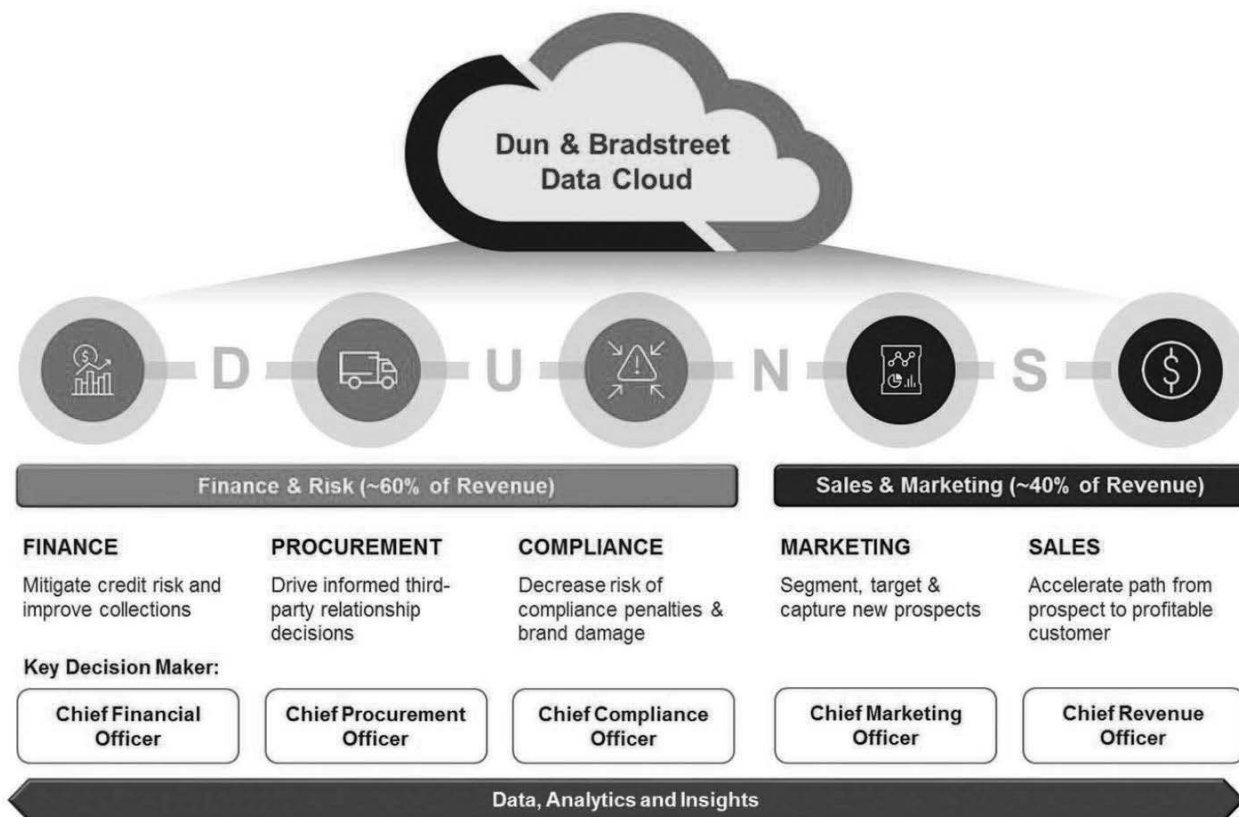 Dun & Bradstreet
Data Cloud
D U N S
Finance & Risk (~60% of Revenue)
Sales & Marketing (~40% of Revenue)
FINANCE
Mitigate credit risk and
improve collections
PROCUREMENT
Drive informed third-
party relationship
decisions
COMPLIANCE
Decrease risk of
compliance penalties &
brand damage
MARKETING
Segment, target &
capture new prospects
SALES
Accelerate path from
prospect to profitable
customer
Key Decision Maker:
Chief Financial
Officer
Chief Procurement
Officer
Chief Compliance
Officer
Chief Marketing
Officer
Chief Revenue
Officer
Data, Analytics and Insights